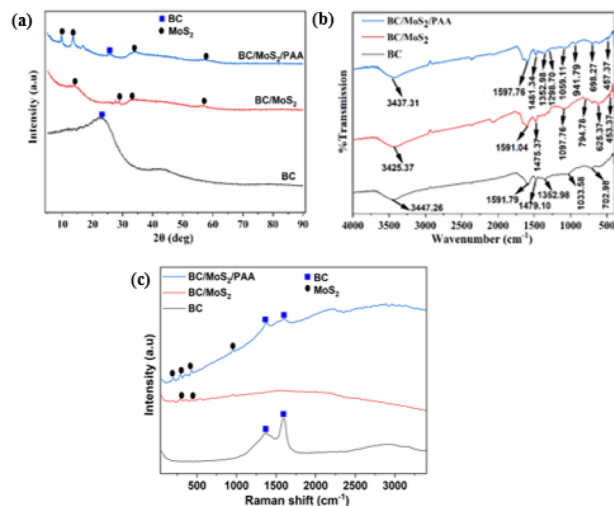 (a)
BC
MoS2
BC/MoS2/PAA
BC/MoS2
BC
Intensity (a.u)
10 20 30 40 50 60 70 80 90
2θ (deg)
(b)
BC/MoS2/PAA
BC/MoS2
BC
%Transmission
3437.31
1597.76
1481.34
1352.98
1298.70
1059.11
941.79
698.27
457.37
3425.37
1591.04
1475.37
1097.76
794.78
625.37
453.37
3447.26
1591.79
1479.10
1352.98
1033.58
702.98
4000 3500 3000 2500 2000 1500 1000 500
Wavenumber (cm-1)
(c)
BC/MoS2/PAA
BC/MoS2
BC
BC
MoS2
Intensity (a.u)
500 1000 1500 2000 2500 3000
Raman shift (cm-1)